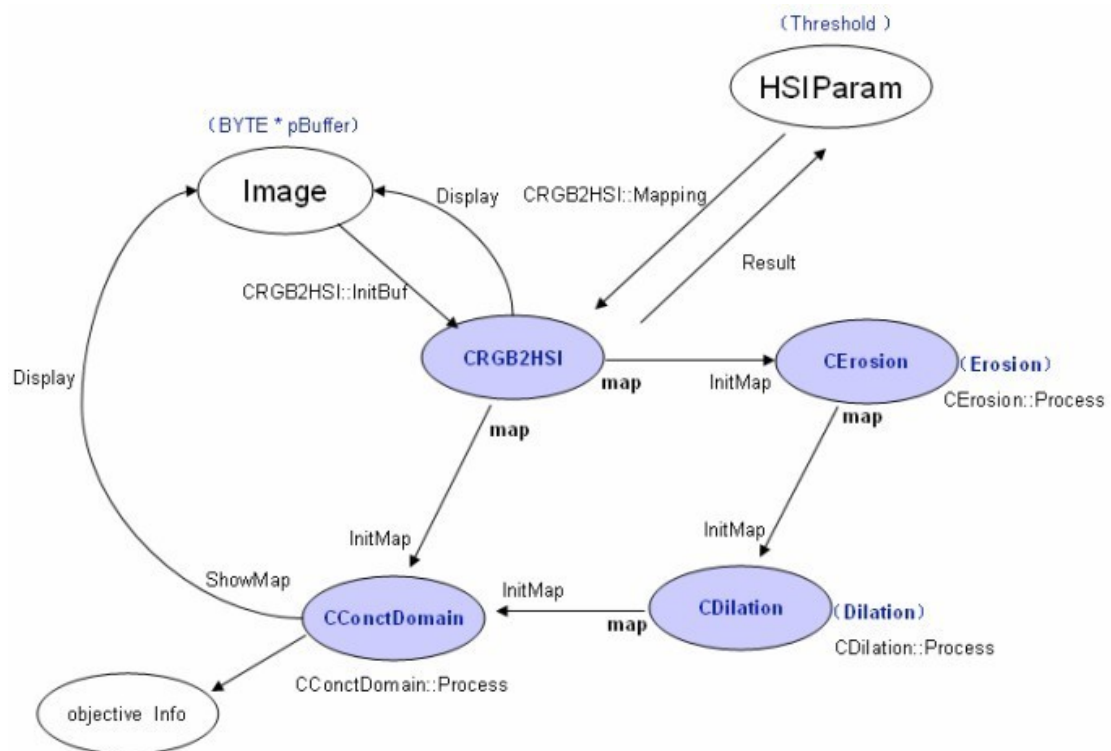 (Threshold )
HSIParam
(BYTE * pBuffer)
Image
Display
CRGB2HSI::Mapping
Result
CRGB2HSI::InitBuf
CRGB2HSI
map
InitMap
CErosion
(Erosion)
CErosion::Process
map
map
Display
InitMap
InitMap
ShowMap
InitMap
CConctDomain
CDilation
(Dilation)
map
CDilation::Process
CConctDomain::Process
objective Info